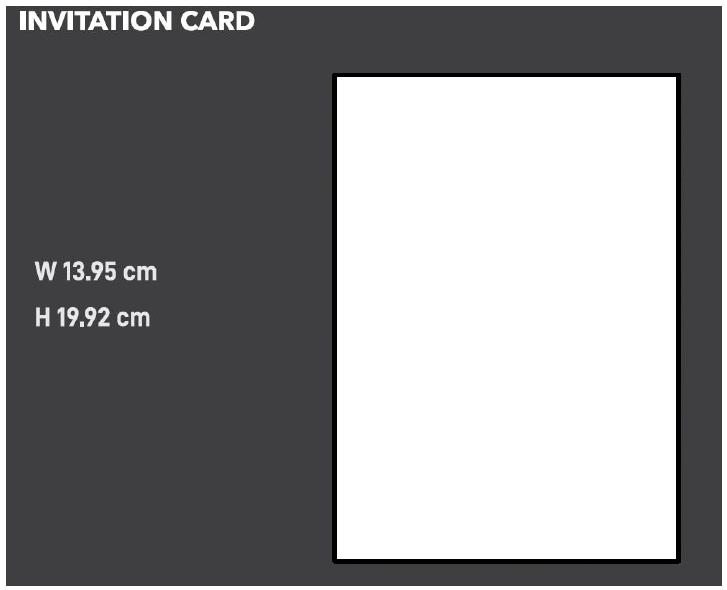 INVITATION CARD
W 13.95 cm
H 19.92 cm